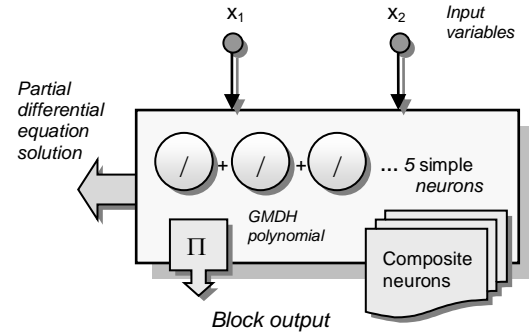 x1
x2
Input
variables
Partial
differential
equation
solution
/ + / + / ... 5 simple
neurons
GMDH
polynomial
Π
Composite
neurons
Block output